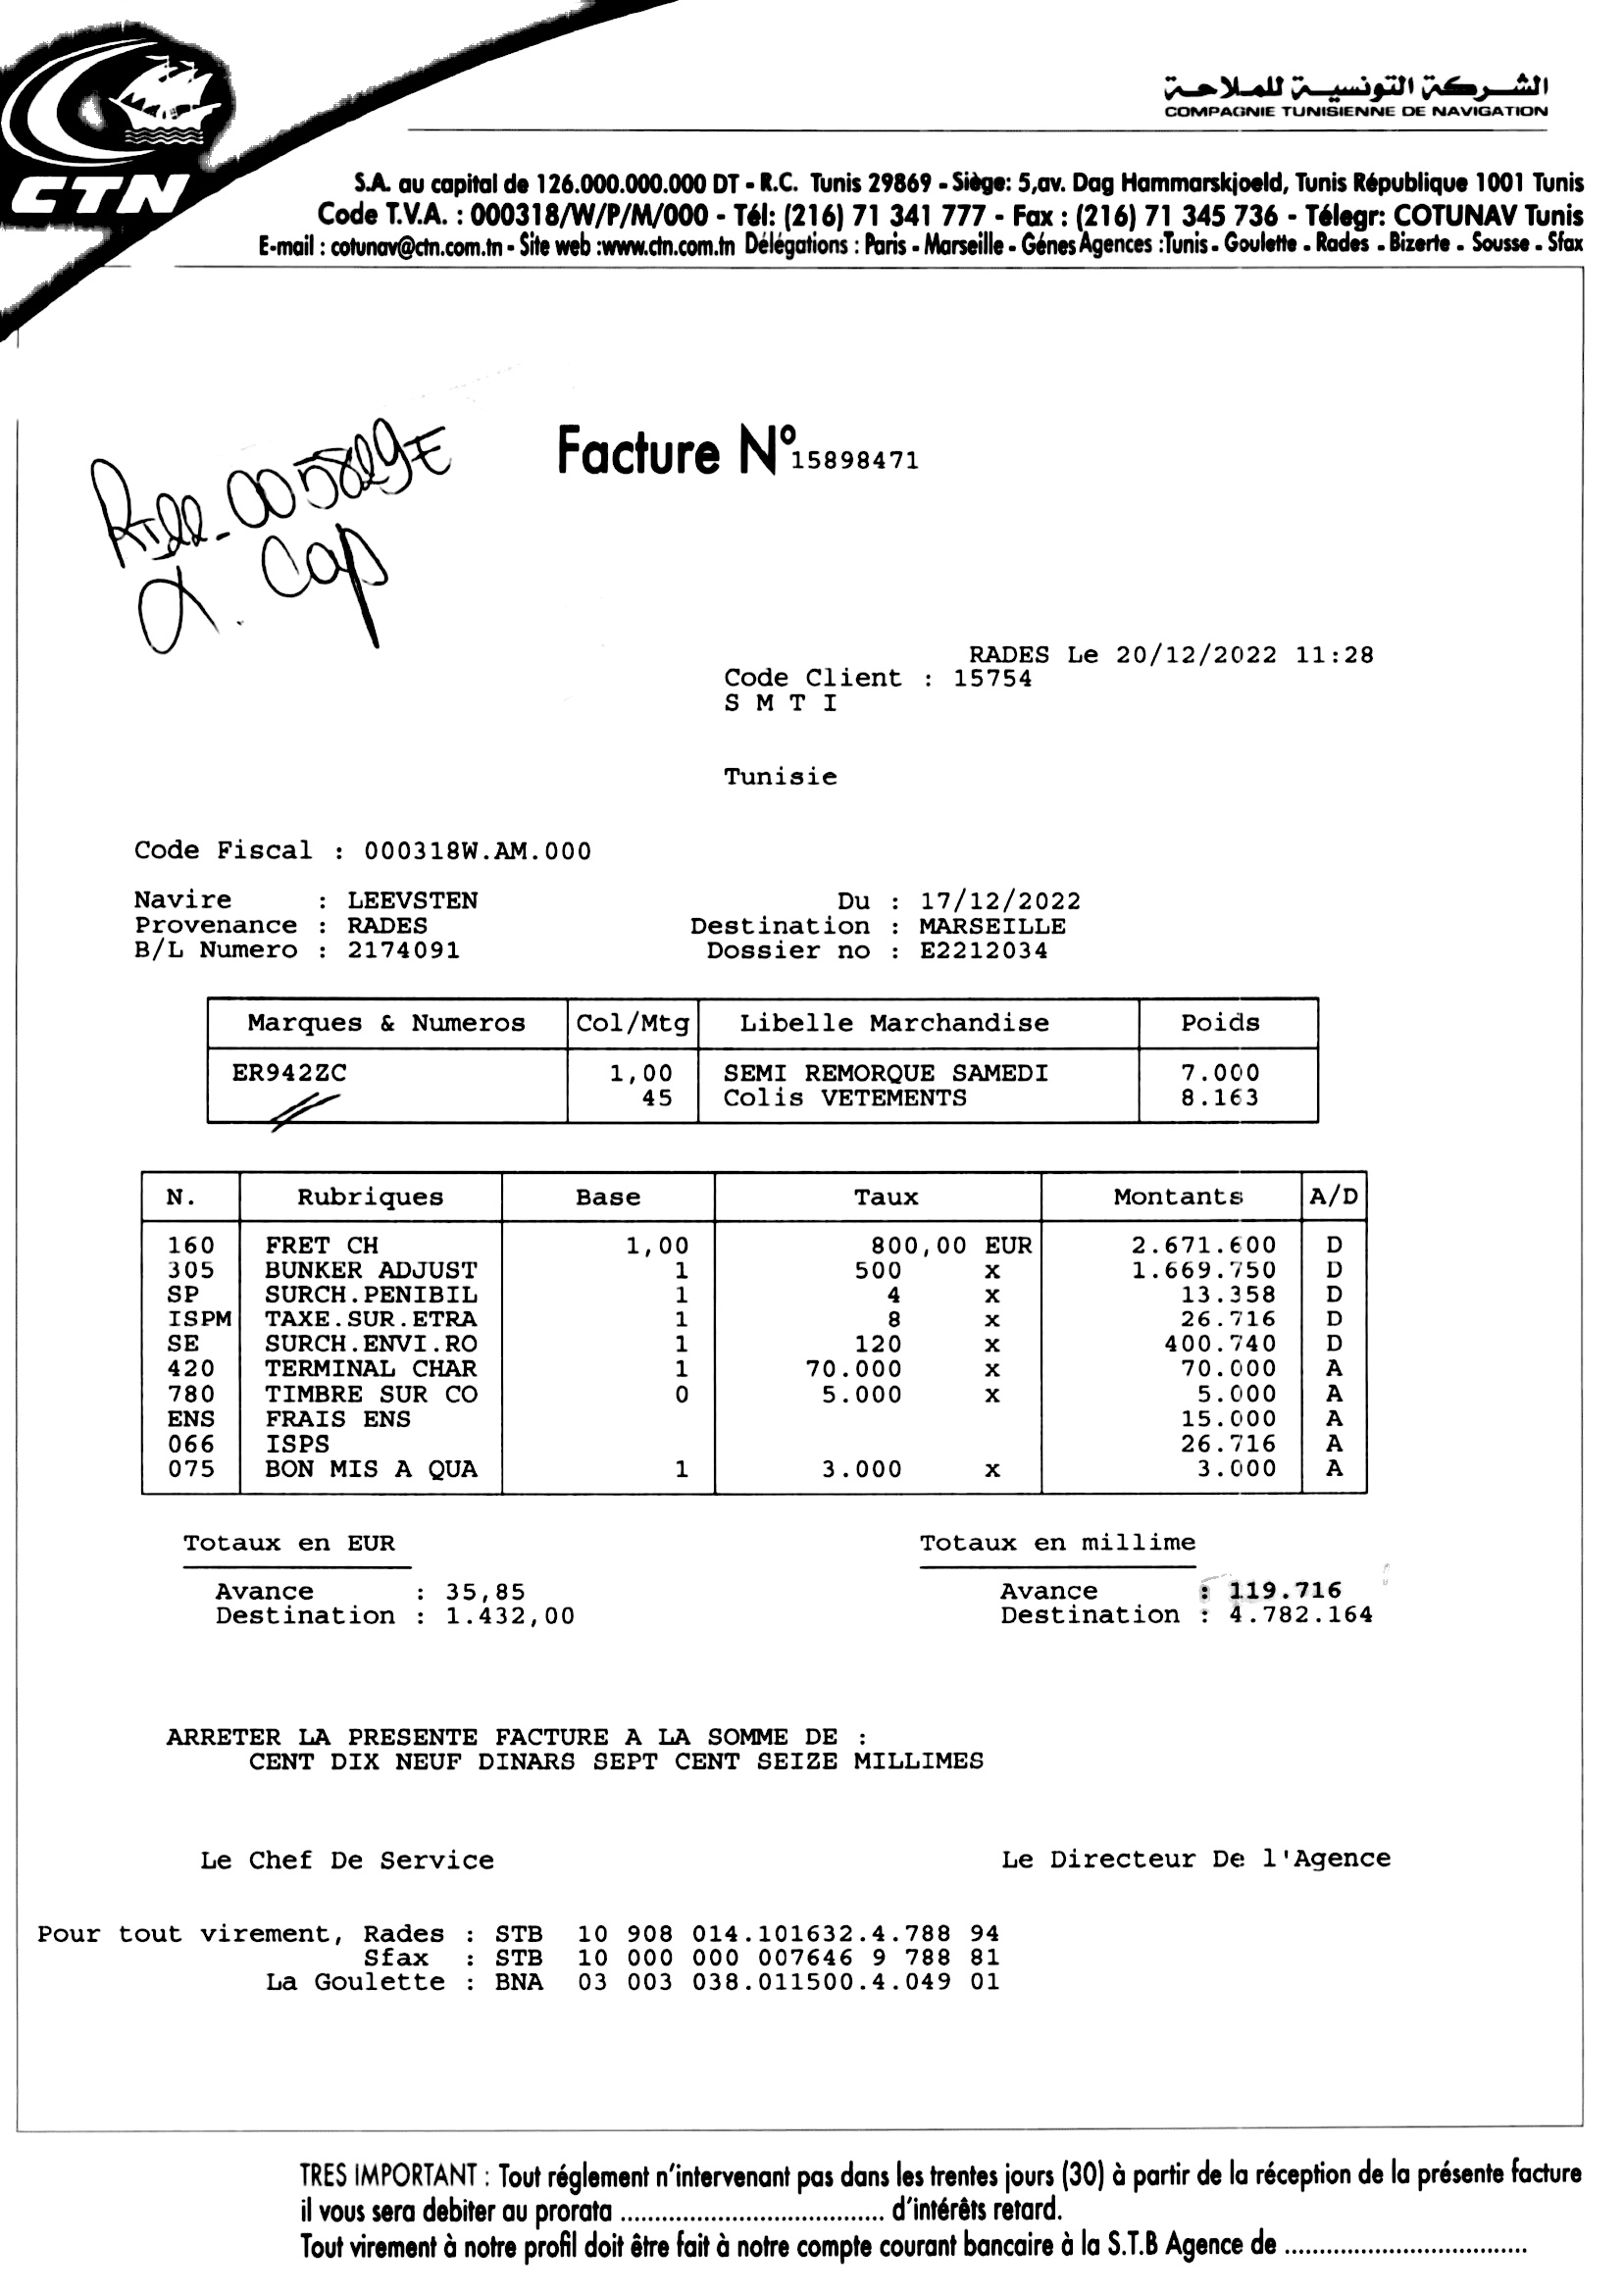 الشركة التونسية للملاحة
COMPAGNIE TUNISIENNE DE NAVIGATION
CTN
S.A. au capital de 126.000.000.000 DT - R.C. Tunis 29869 - Siège: 5,av. Dag Hammarskjoeld, Tunis République 1001 Tunis
Code T.V.A. : 000318/W/P/M/000 - Tél: (216) 71 341 777 - Fax : (216) 71 345 736 - Télegr: COTUNAV Tunis
E-mail : cotunav@ctn.com.tn - Site web :www.ctn.com.tn Délégations : Paris - Marseille - Génes Agences :Tunis - Goulette - Rades - Bizerte - Sousse - Sfax
Facture N° 15898471
Cap
RADES Le 20/12/2022 11:28
Code Client : 15754
S M T I
Tunisie
Code Fiscal : 000318W.AM.000
Navire : LEEVSTEN Du : 17/12/2022
Provenance : RADES Destination : MARSEILLE
B/L Numero : 2174091 Dossier no : E2212034
Marques & Numeros Col/Mtg Libelle Marchandise Poids
ER942ZC 1,00 SEMI REMORQUE SAMEDI 7.000
45 Colis VETEMENTS 8.163
N. Rubriques Base Taux Montants A/D
160 FRET CH 1,00 800,00 EUR 2.671.600 D
305 BUNKER ADJUST 1 500 x 1.669.750 D
SP SURCH.PENIBIL 1 4 x 13.358 D
ISPM TAXE.SUR.ETRA 1 8 x 26.716 D
SE SURCH.ENVI.RO 1 120 x 400.740 D
420 TERMINAL CHAR 1 70.000 x 70.000 A
780 TIMBRE SUR CO 0 5.000 x 5.000 A
ENS FRAIS ENS 15.000 A
066 ISPS 26.716 A
075 BON MIS A QUA 1 3.000 x 3.000 A
Totaux en EUR Totaux en millime
Avance : 35,85 Avance : 119.716
Destination : 1.432,00 Destination : 4.782.164
ARRETER LA PRESENTE FACTURE A LA SOMME DE :
CENT DIX NEUF DINARS SEPT CENT SEIZE MILLIMES
Le Chef De Service Le Directeur De l'Agence
Pour tout virement, Rades : STB 10 908 014.101632.4.788 94
Sfax : STB 10 000 000 007646 9 788 81
La Goulette : BNA 03 003 038.011500.4.049 01
TRES IMPORTANT : Tout réglement n'intervenant pas dans les trentes jours (30) à partir de la réception de la présente facture
il vous sera debiter au prorata ...................................... d'intérêts retard.
Tout virement à notre profil doit être fait à notre compte courant bancaire à la S.T.B Agence de ...................................